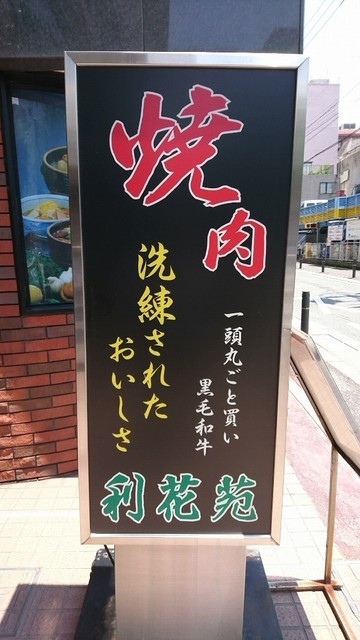 焼肉
一頭丸ごと買い
黒毛和牛
洗練された
おいしさ
利花苑